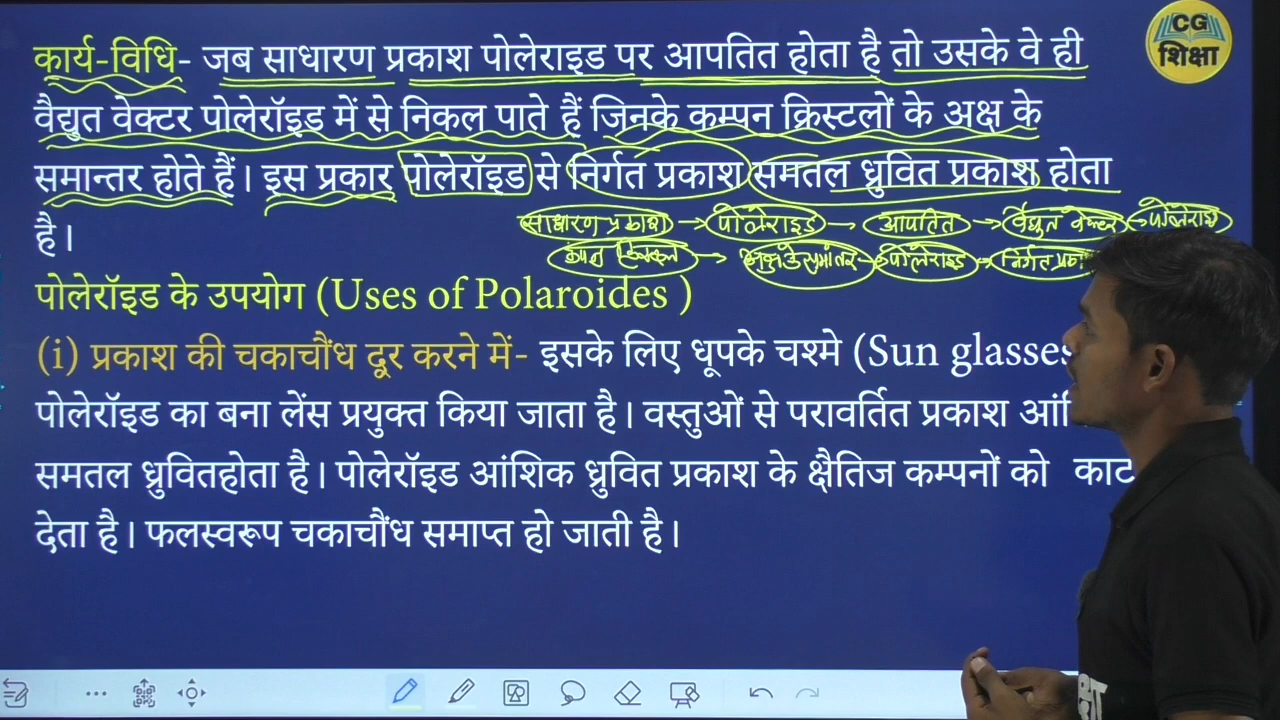 CG
शिक्षा
कार्य-विधि- जब साधारण प्रकाश पोलेराइड पर आपतित होता है तो उसके वे ही
वैद्युत वेक्टर पोलेरॉइड में से निकल पाते हैं जिनके कम्पन क्रिस्टलों के अक्ष के
समान्तर होते हैं। इस प्रकार पोलेरॉइड से निर्गत प्रकाश समतल ध्रुवित प्रकाश होता
है।
साधारण प्रकाश → पोलेराइड → आपतित → वैद्युत वेक्टर →
→ पोलेराइड → निर्गत
पोलेरॉइड के उपयोग (Uses of Polaroides )
(i) प्रकाश की चकाचौंध दूर करने में- इसके लिए धूपके चश्मे (Sun glasses
पोलेरॉइड का बना लेंस प्रयुक्त किया जाता है। वस्तुओं से परावर्तित प्रकाश
समतल ध्रुवितहोता है। पोलेरॉइड आंशिक ध्रुवित प्रकाश के क्षैतिज कम्पनों को काट
देता है। फलस्वरूप चकाचौंध समाप्त हो जाती है।